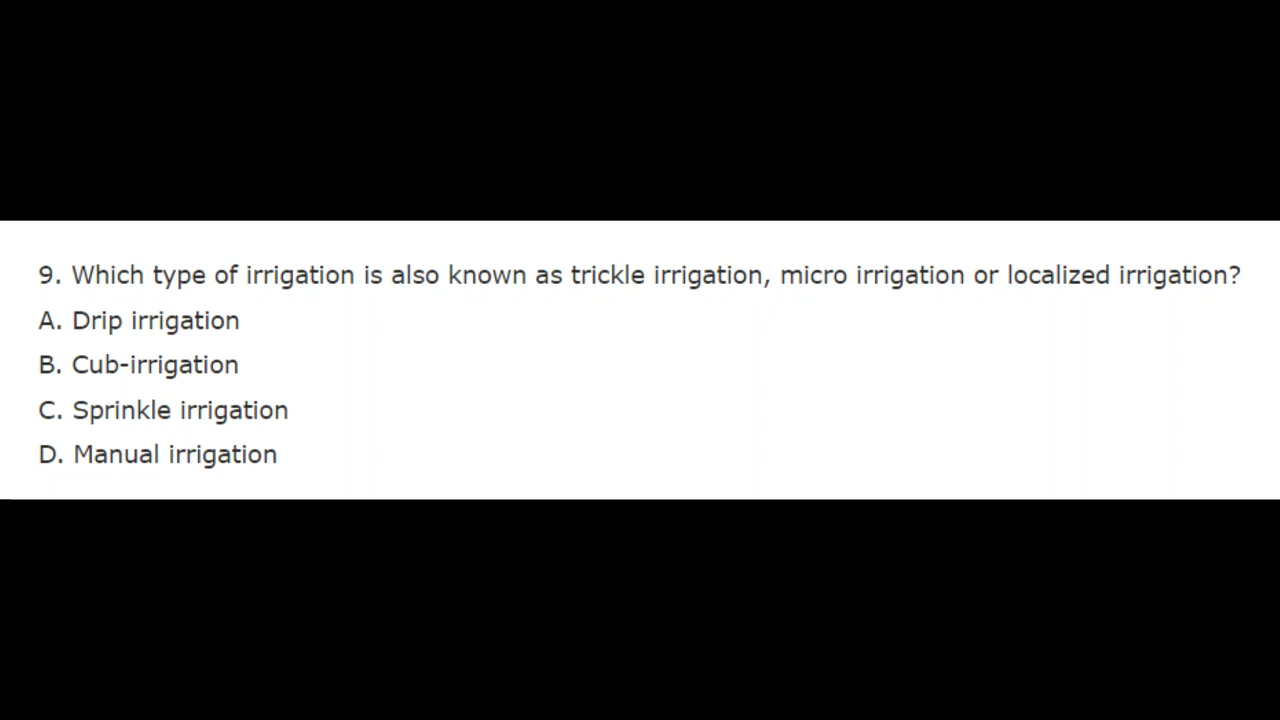 9. Which type of irrigation is also known as trickle irrigation, micro irrigation or localized irrigation?
A. Drip irrigation
B. Cub-irrigation
C. Sprinkle irrigation
D. Manual irrigation